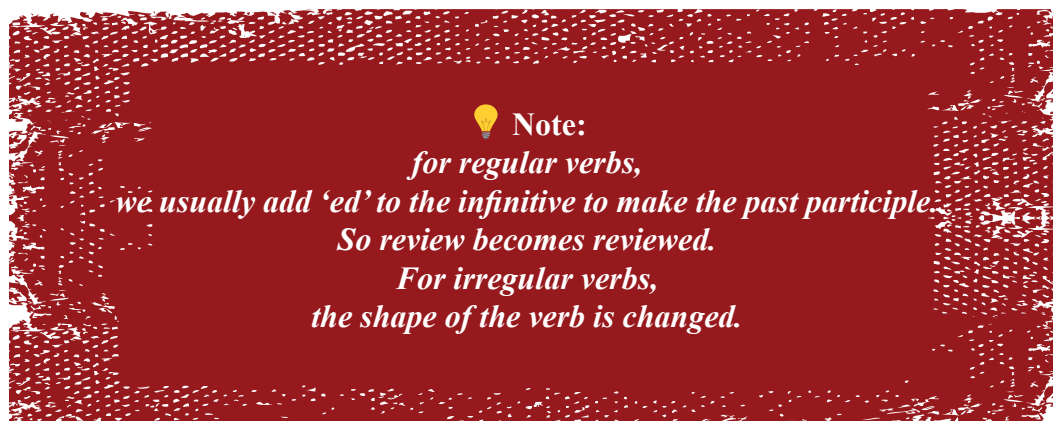 Note:
for regular verbs,
we usually add ‘ed’ to the infinitive to make the past participle.
So review becomes reviewed.
For irregular verbs,
the shape of the verb is changed.